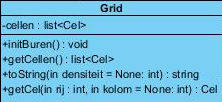 Grid
-cellen : list<Cel>
+initBuren() : void
+getCellen() : list<Cel>
+toString(in densiteit = None: int) : string
+getCel(in rij : int, in kolom = None: int) : Cel